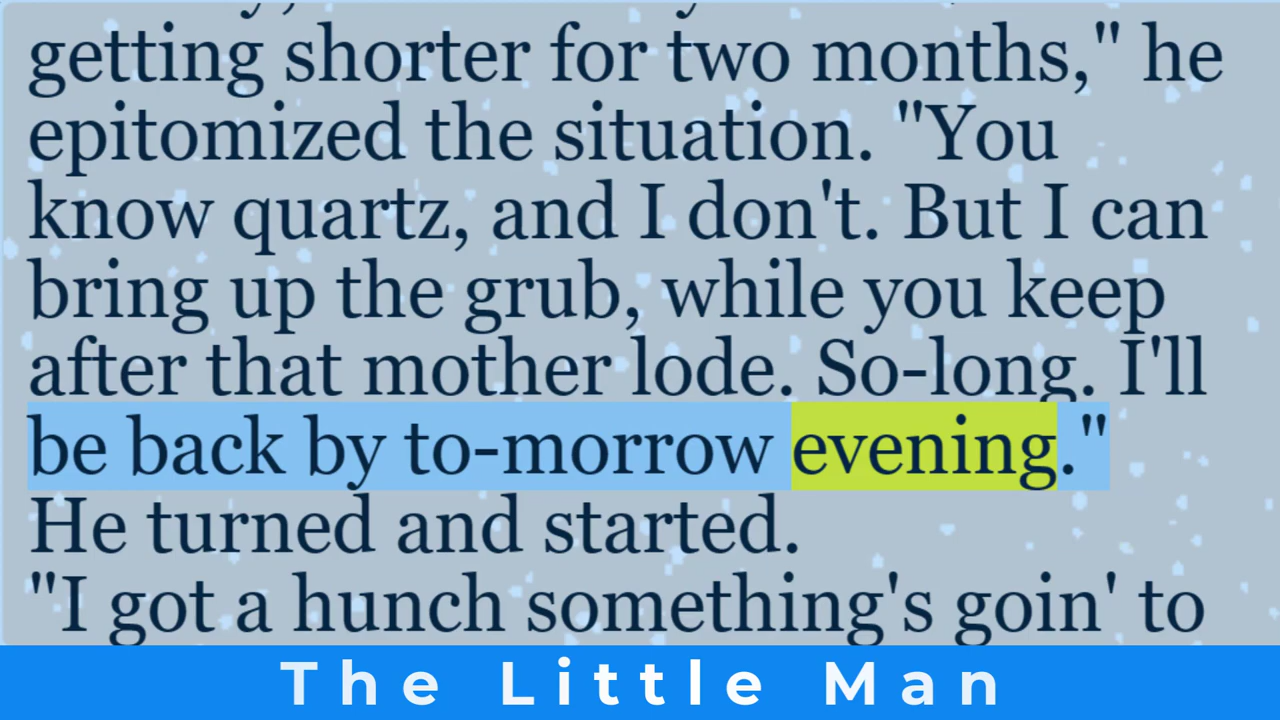 getting shorter for two months," he
epitomized the situation. "You
know quartz, and I don't. But I can
bring up the grub, while you keep
after that mother lode. So-long. I'll
be back by to-morrow evening."
He turned and started.
"I got a hunch something's goin' to
The Little Man